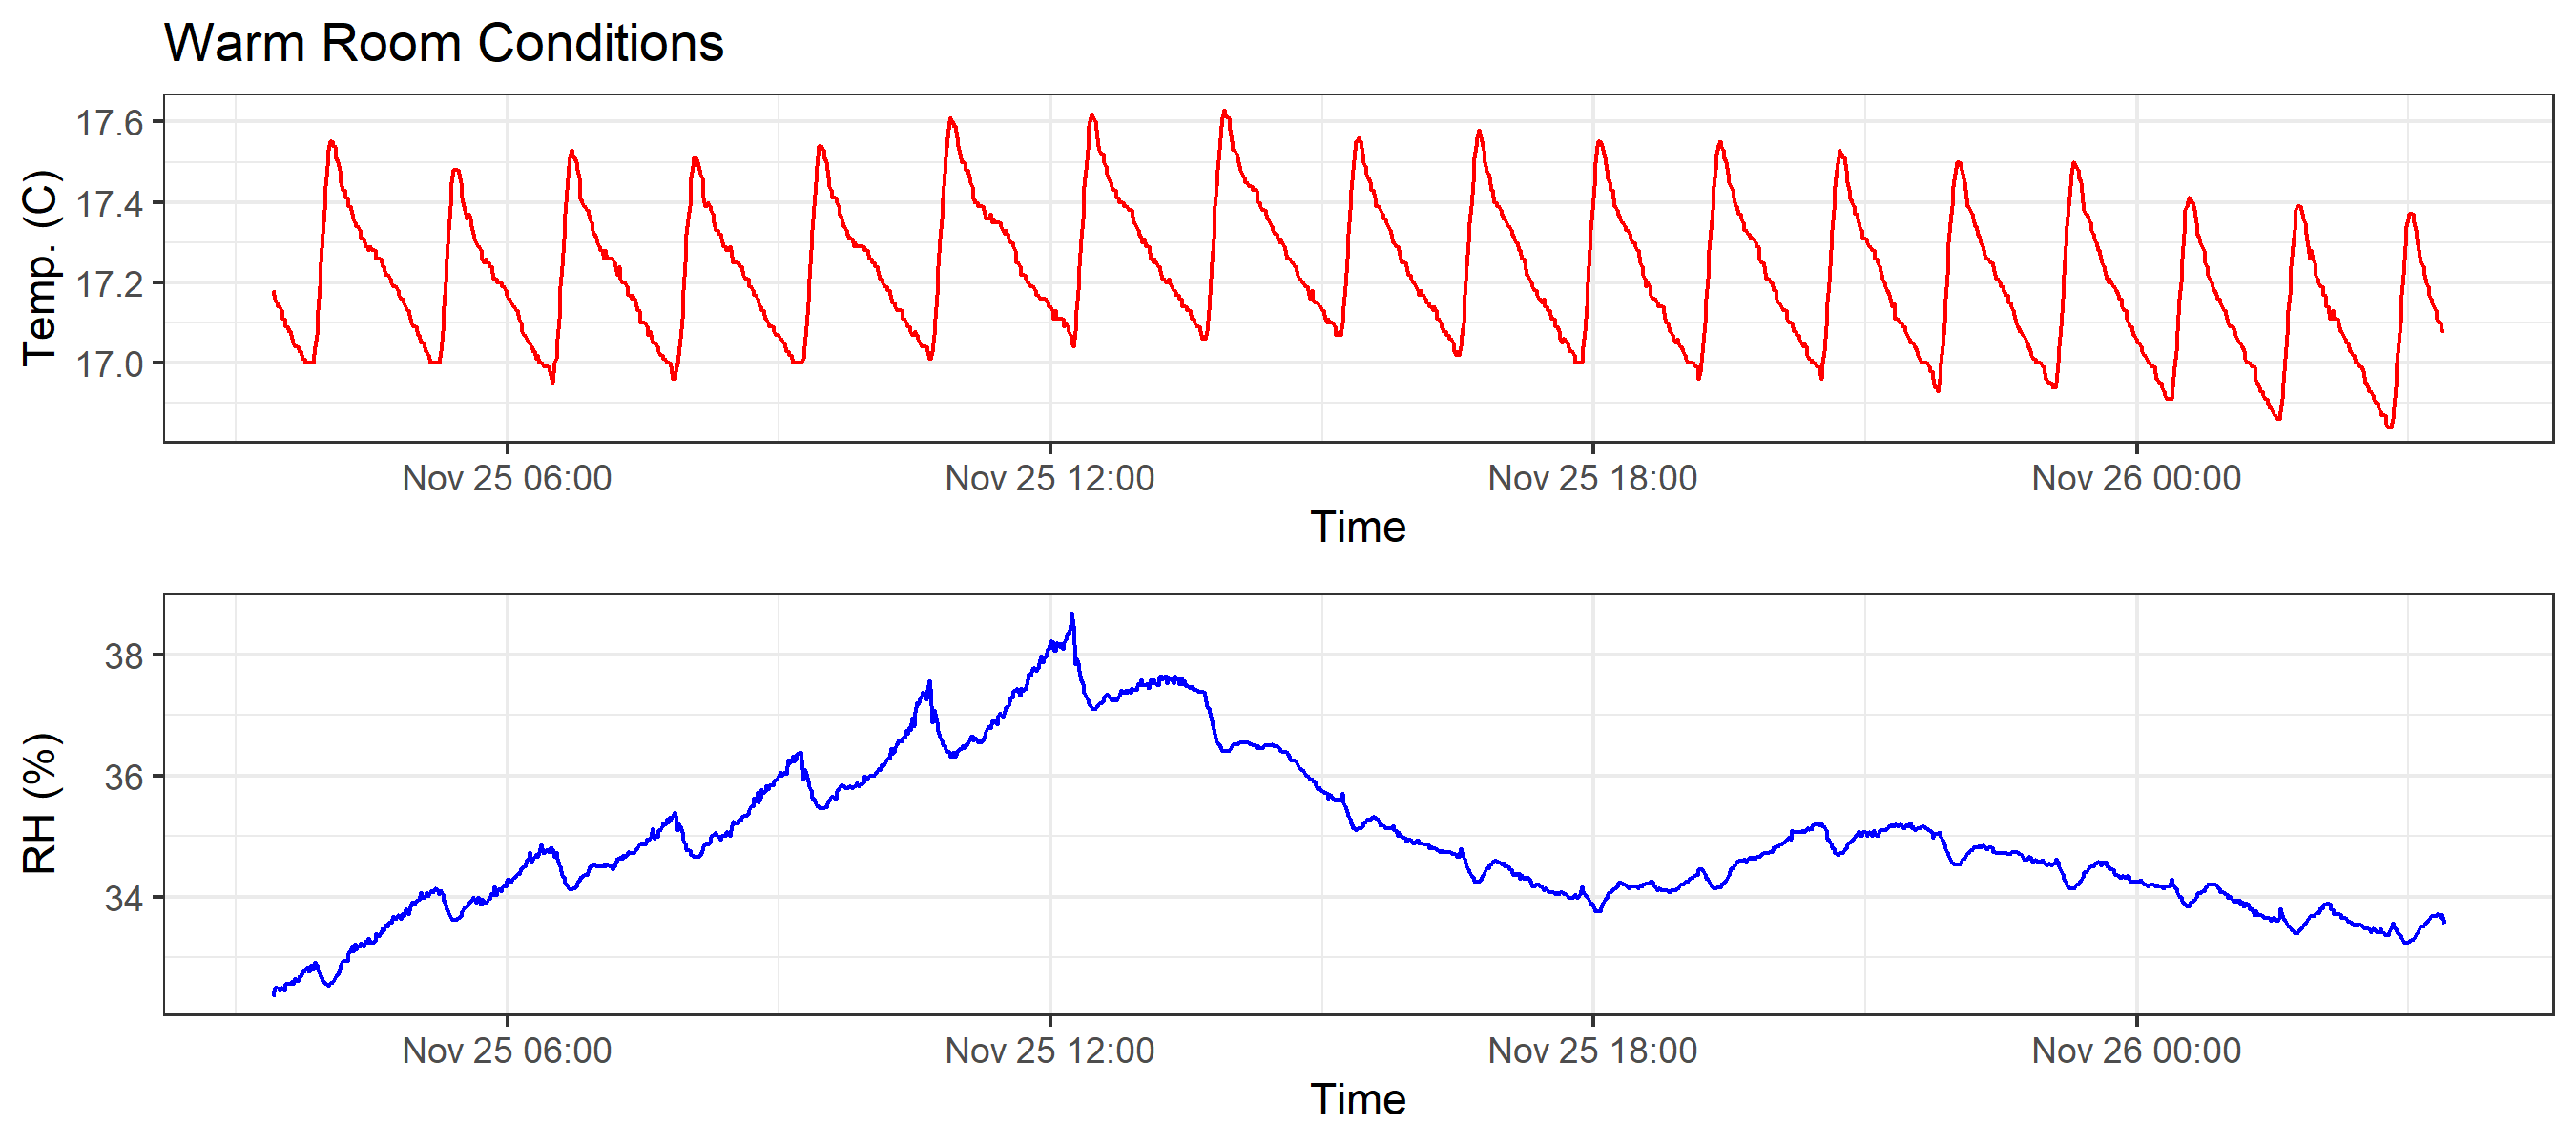 Warm Room Conditions
Temp. (C)
17.6
17.4
17.2
17.0
Nov 25 06:00 Nov 25 12:00 Nov 25 18:00 Nov 26 00:00
Time
RH (%)
38
36
34
Nov 25 06:00 Nov 25 12:00 Nov 25 18:00 Nov 26 00:00
Time